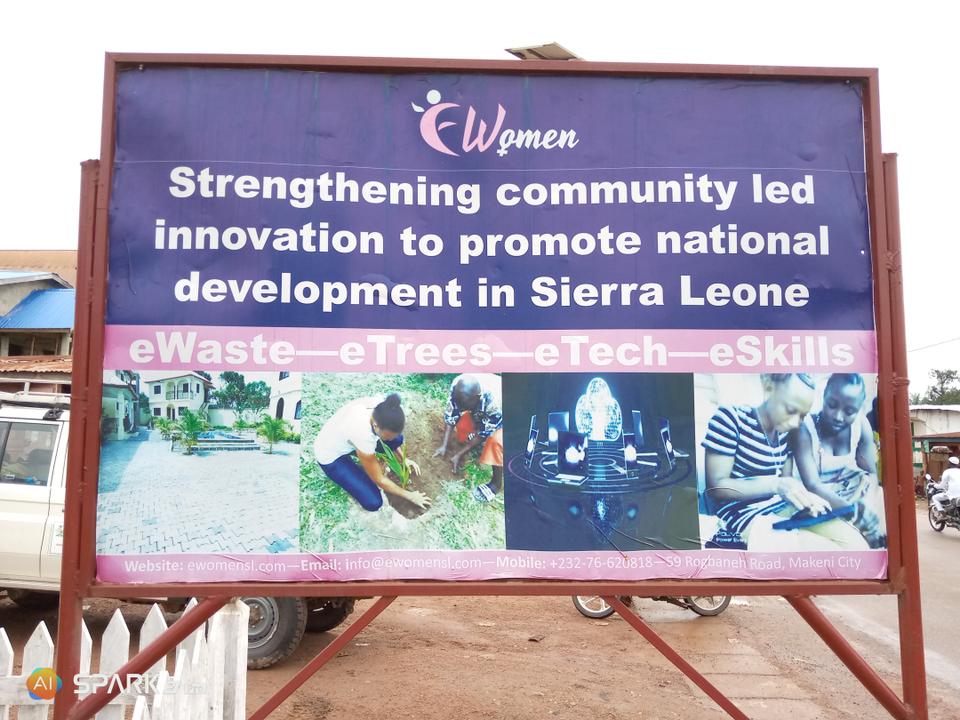 EWomen
Strengthening community led
innovation to promote national
development in Sierra Leone
eWaste—eTrees—eTech—eSkills
Website: ewomensl.com—Email: info@ewomensl.com—Mobile: +232-76-620818—59 Rogbaneh Road, Makeni City
AI SPARK